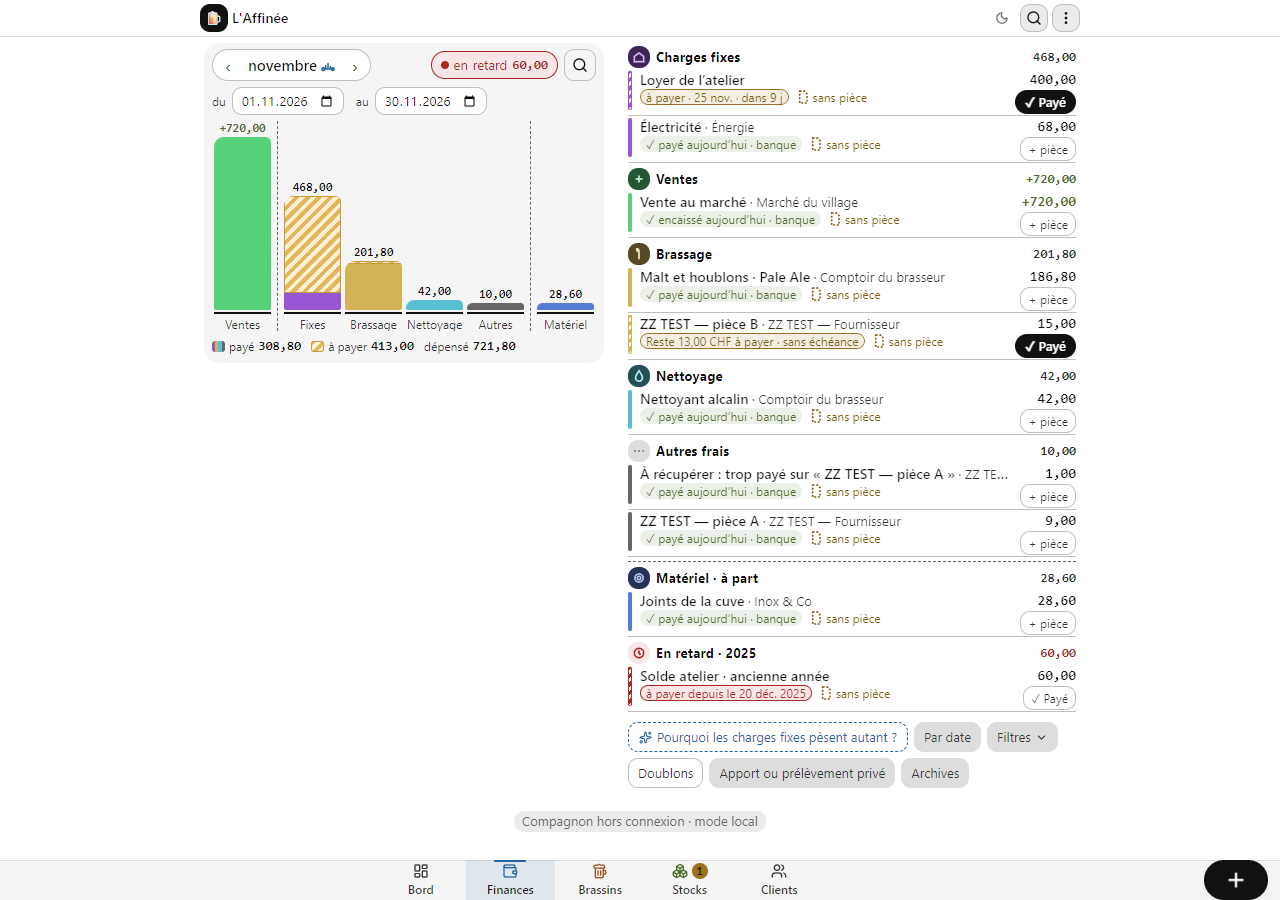 L'Affinée
novembre
en retard 60,00
du 01.11.2026 au 30.11.2026
+720,00
468,00
201,80
42,00
10,00
28,60
Ventes Fixes Brassage Nettoyage Autres Matériel
payé 308,80 à payer 413,00 dépensé 721,80
Charges fixes 468,00
Loyer de l'atelier 400,00
à payer · 25 nov. · dans 9 j sans pièce ✓ Payé
Électricité · Énergie 68,00
✓ payé aujourd'hui · banque sans pièce + pièce
Ventes +720,00
Vente au marché · Marché du village +720,00
✓ encaissé aujourd'hui · banque sans pièce + pièce
Brassage 201,80
Malt et houblons · Pale Ale · Comptoir du brasseur 186,80
✓ payé aujourd'hui · banque sans pièce + pièce
ZZ TEST — pièce B · ZZ TEST — Fournisseur 15,00
Reste 13,00 CHF à payer · sans échéance sans pièce ✓ Payé
Nettoyage 42,00
Nettoyant alcalin · Comptoir du brasseur 42,00
✓ payé aujourd'hui · banque sans pièce + pièce
Autres frais 10,00
À récupérer : trop payé sur « ZZ TEST — pièce A » · ZZ TE... 1,00
✓ payé aujourd'hui · banque sans pièce + pièce
ZZ TEST — pièce A · ZZ TEST — Fournisseur 9,00
✓ payé aujourd'hui · banque sans pièce + pièce
Matériel · à part 28,60
Joints de la cuve · Inox & Co 28,60
✓ payé aujourd'hui · banque sans pièce + pièce
En retard · 2025 60,00
Solde atelier · ancienne année 60,00
à payer depuis le 20 déc. 2025 sans pièce ✓ Payé
Pourquoi les charges fixes pèsent autant ? Par date Filtres
Doublons Apport ou prélèvement privé Archives
Compagnon hors connexion · mode local
1
Bord Finances Brassins Stocks Clients